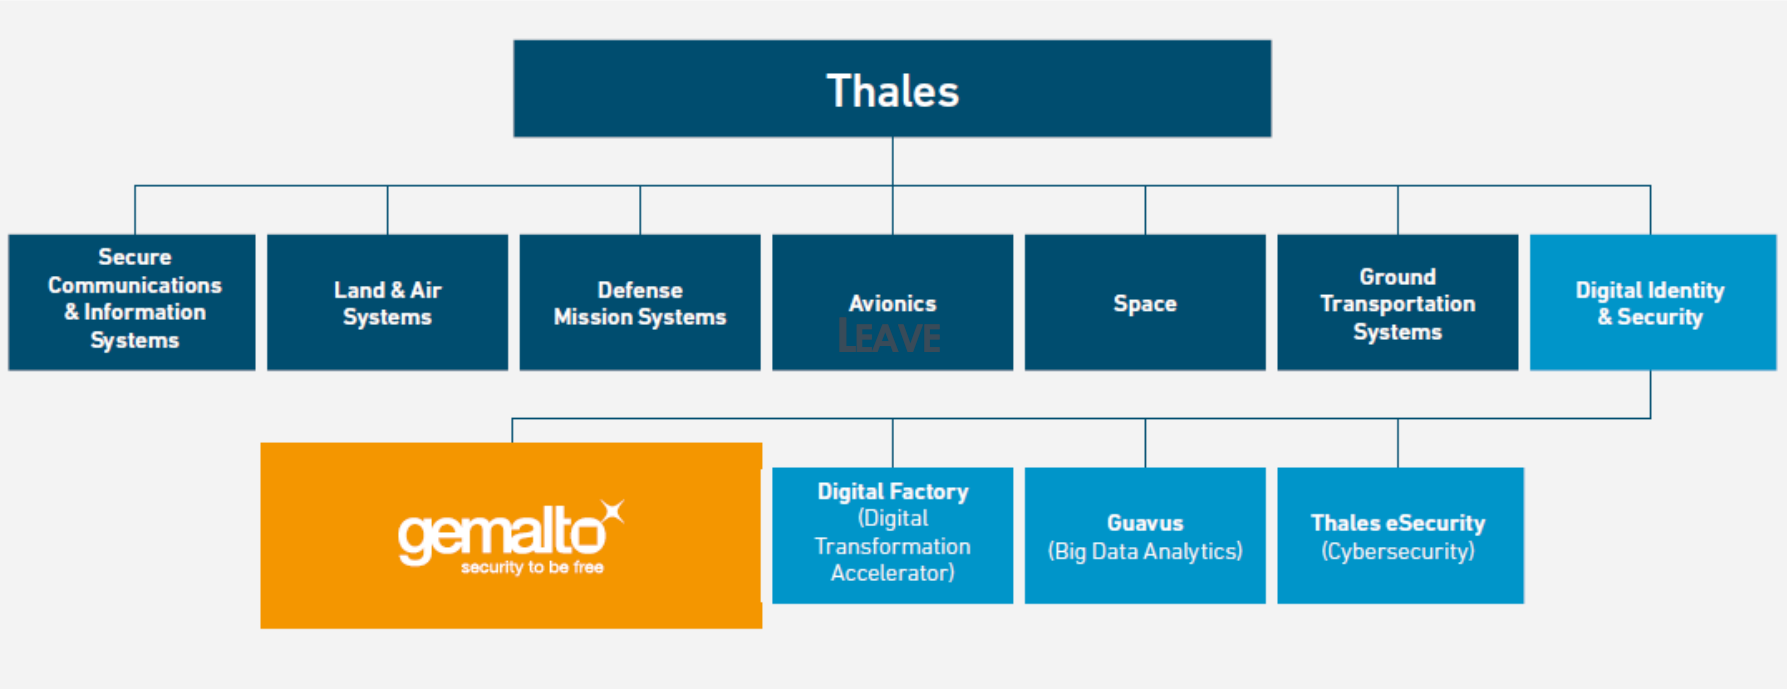 Thales
Secure
Communications
& Information
Systems
Land & Air
Systems
Defense
Mission Systems
Avionics
LEAVE
Space
Ground
Transportation
Systems
Digital Identity
& Security
gemalto
security to be free
Digital Factory
(Digital
Transformation
Accelerator)
Guavus
(Big Data Analytics)
Thales eSecurity
(Cybersecurity)